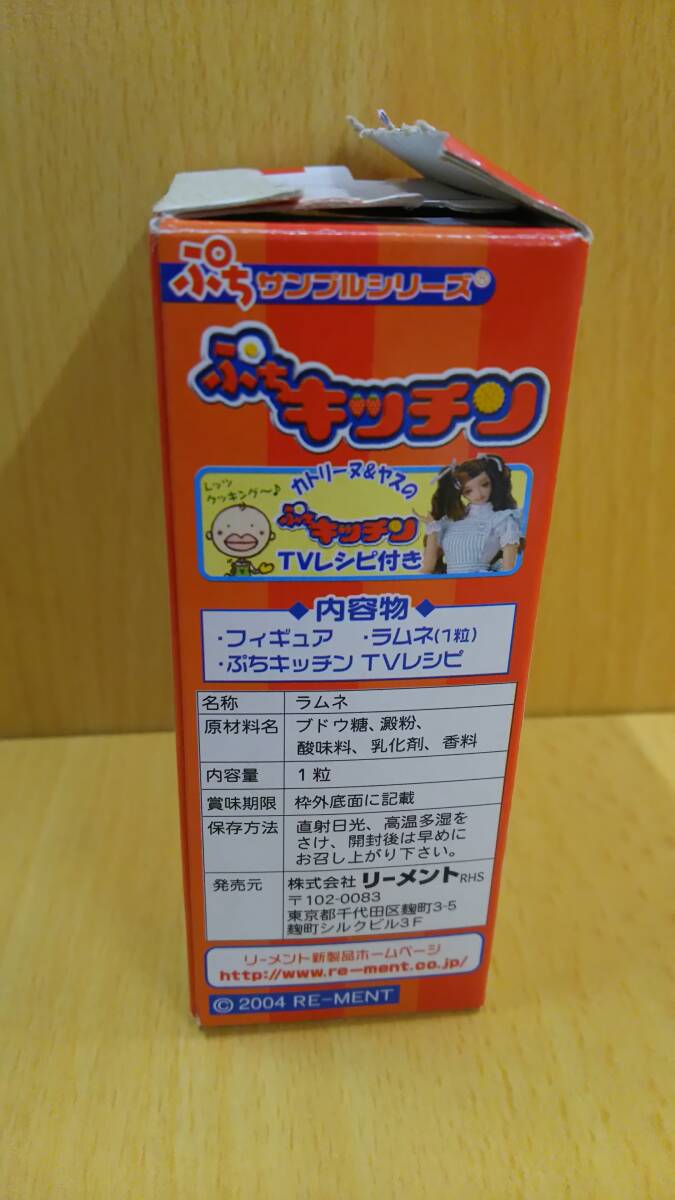 ぷち サンプルシリーズ®
ぷちキッチン
レッツ
クッキング〜♪
カトリーヌ&ヤスの
ぷちキッチン
TVレシピ付き
◆内容物◆
・フィギュア ・ラムネ(1粒)
・ぷちキッチン TVレシピ
名称 ラムネ
原材料名 ブドウ糖、澱粉、
酸味料、乳化剤、香料
内容量 1粒
賞味期限 枠外底面に記載
保存方法 直射日光、高温多湿を
さけ、開封後は早めに
お召し上がり下さい。
発売元 株式会社 リーメント RHS
〒102-0083
東京都千代田区麹町3-5
麹町シルクビル3F
リーメント新製品ホームページ
http://www.re-ment.co.jp/
© 2004 RE-MENT